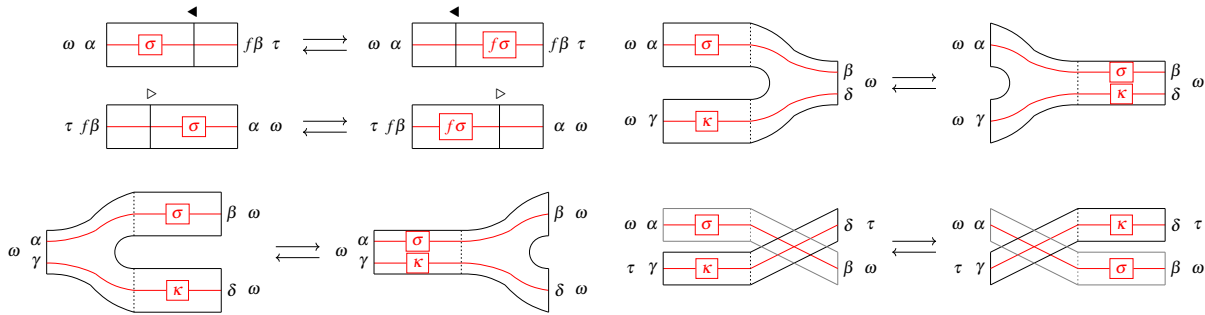 ω α σ fβ τ ⇌ ω α fσ fβ τ
τ fβ σ α ω ⇌ τ fβ fσ α ω
ω α σ β
ω γ κ δ ω ⇌ ω α σ β
ω γ κ δ ω
ω α σ β ω
γ κ δ ω ⇌ ω α σ β ω
γ κ δ ω
ω α σ δ τ
τ γ κ β ω ⇌ ω α κ δ τ
τ γ σ β ω